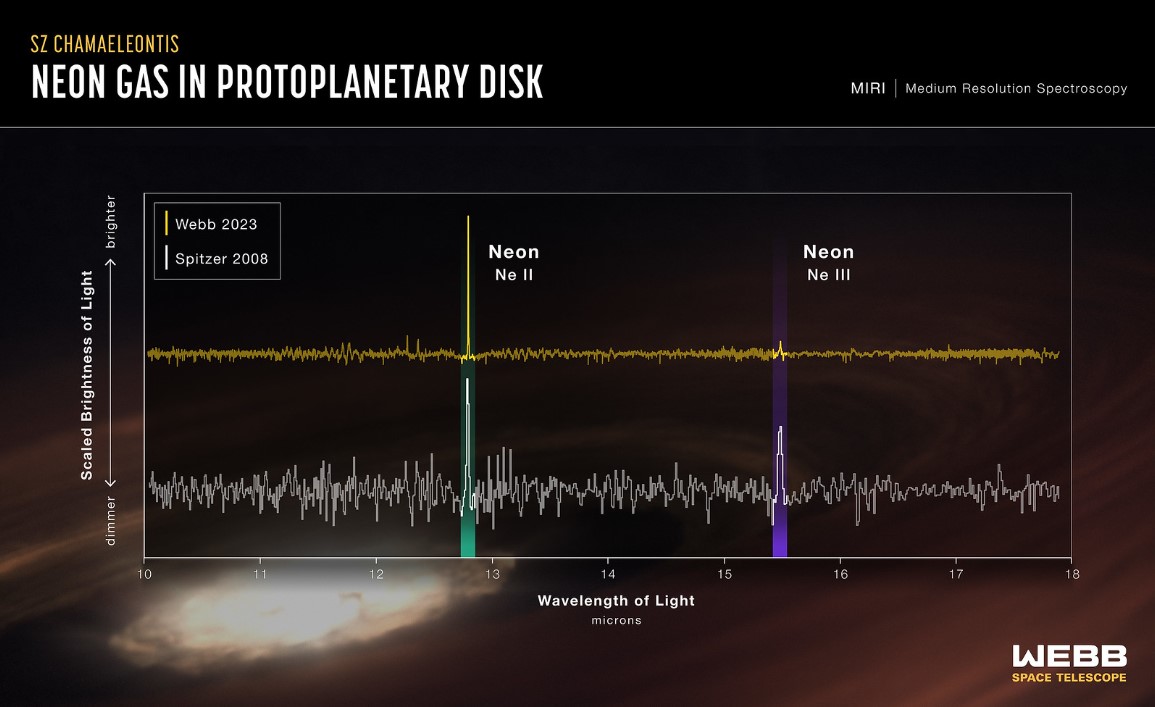 SZ CHAMAELEONTIS
NEON GAS IN PROTOPLANETARY DISK
MIRI | Medium Resolution Spectroscopy
brighter
Scaled Brightness of Light
dimmer
Webb 2023
Spitzer 2008
Neon
Ne II
Neon
Ne III
10 11 12 13 14 15 16 17 18
Wavelength of Light
microns
WEBB
SPACE TELESCOPE